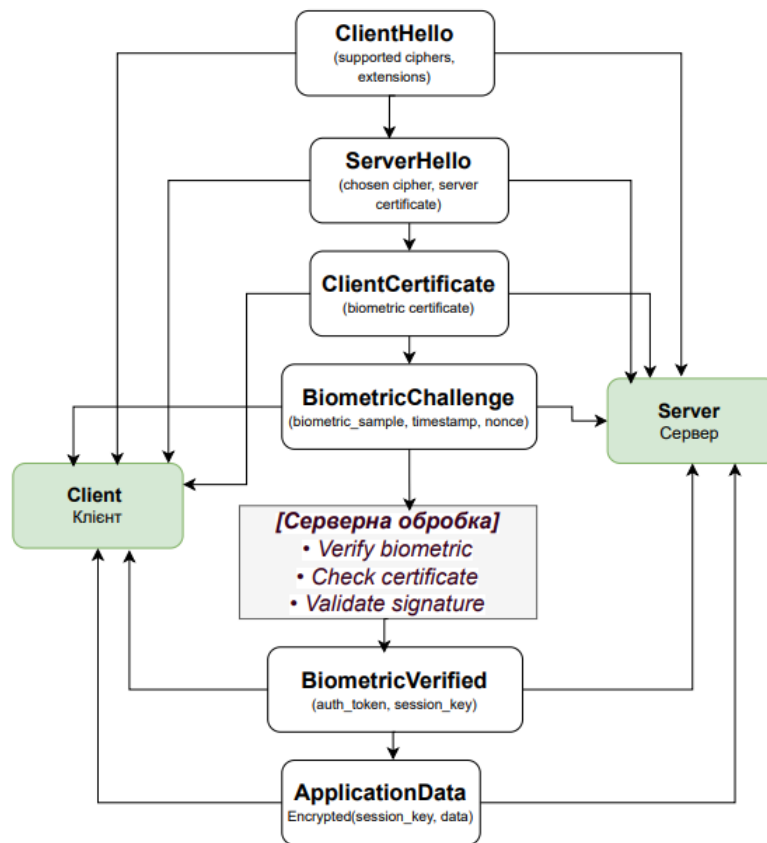 ClientHello
(supported ciphers,
extensions)
ServerHello
(chosen cipher, server
certificate)
ClientCertificate
(biometric certificate)
BiometricChallenge
(biometric_sample, timestamp, nonce)
Server
Сервер
Client
Клієнт
[Серверна обробка]
• Verify biometric
• Check certificate
• Validate signature
BiometricVerified
(auth_token, session_key)
ApplicationData
Encrypted(session_key, data)